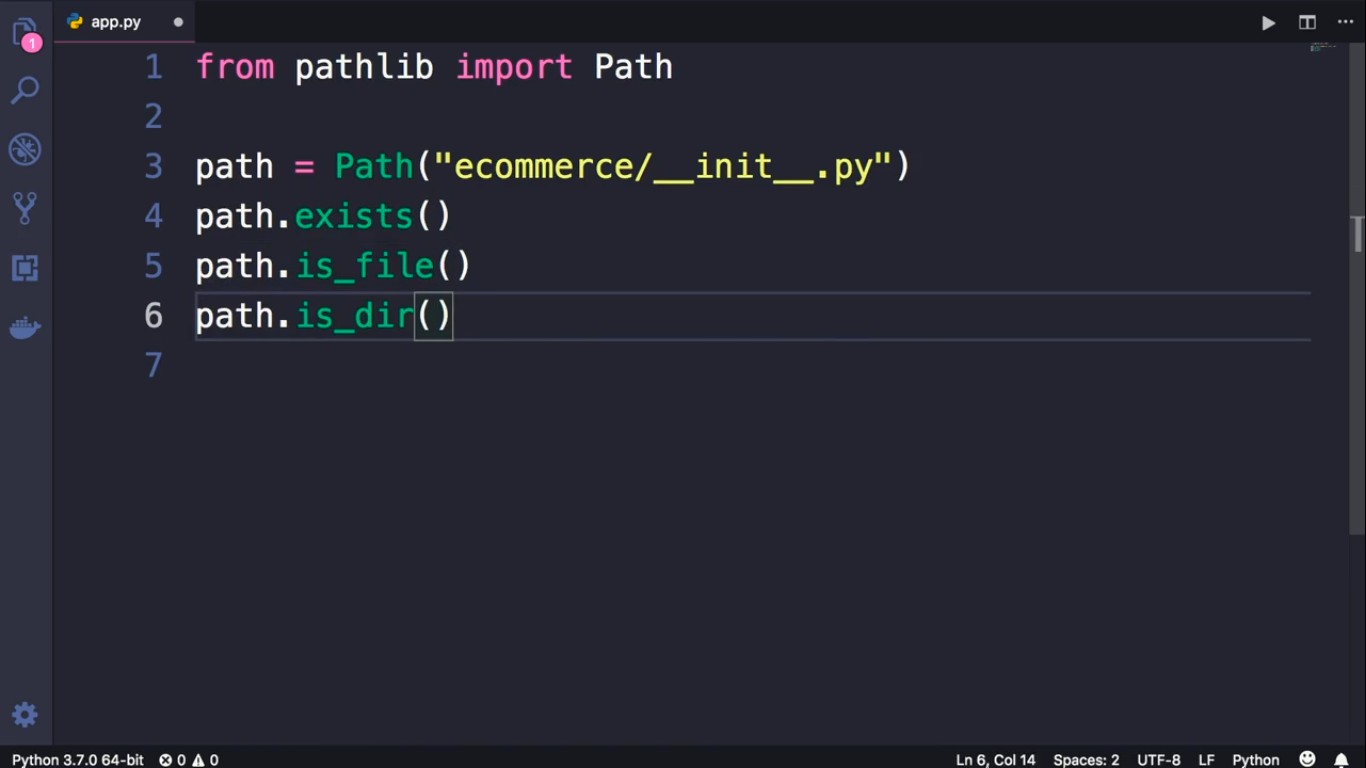 app.py
1
1 from pathlib import Path
2
3 path = Path("ecommerce/__init__.py")
4 path.exists()
5 path.is_file()
6 path.is_dir()
7
Python 3.7.0 64-bit 0 0 Ln 6, Col 14 Spaces: 2 UTF-8 LF Python